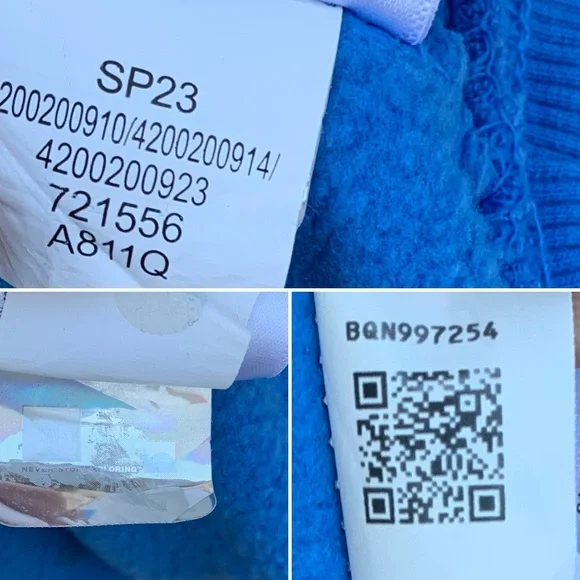 SP23
200200910/4200200914/
4200200923
721556
A811Q
NEVER STOP EXPLORING
BQN997254